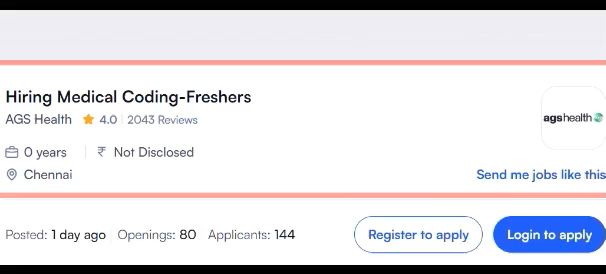 Hiring Medical Coding-Freshers
AGS Health 4.0 2043 Reviews
agshealth
0 years ₹ Not Disclosed
Chennai
Send me jobs like this
Posted: 1 day ago Openings: 80 Applicants: 144
Register to apply
Login to apply